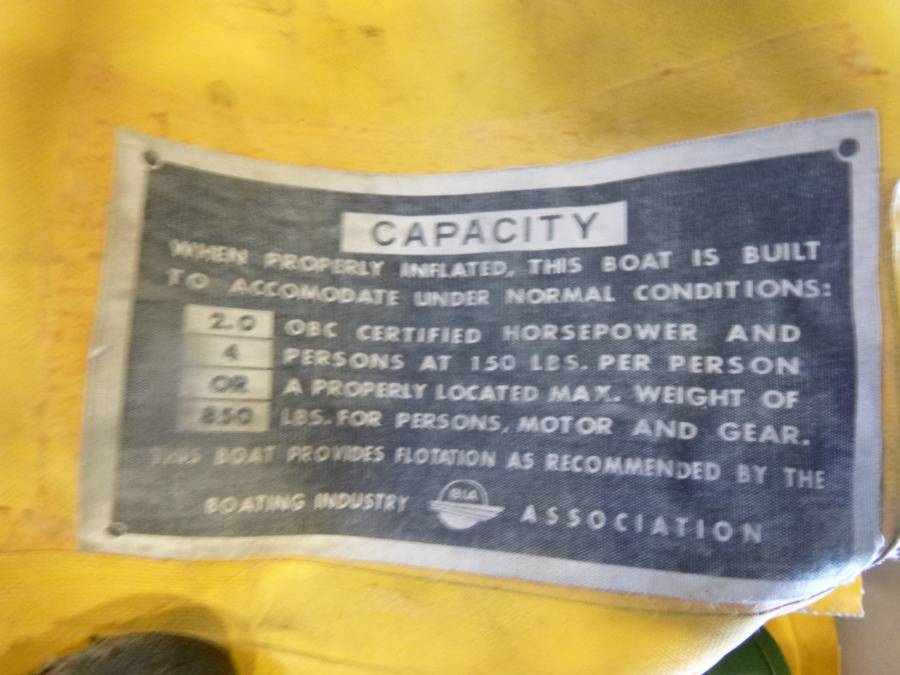 CAPACITY
WHEN PROPERLY INFLATED, THIS BOAT IS BUILT
TO ACCOMODATE UNDER NORMAL CONDITIONS:
2.0 OBC CERTIFIED HORSEPOWER AND
4 PERSONS AT 150 LBS. PER PERSON
OR A PROPERLY LOCATED MAX. WEIGHT OF
850 LBS. FOR PERSONS, MOTOR AND GEAR.
THIS BOAT PROVIDES FLOTATION AS RECOMMENDED BY THE
BOATING INDUSTRY BIA ASSOCIATION